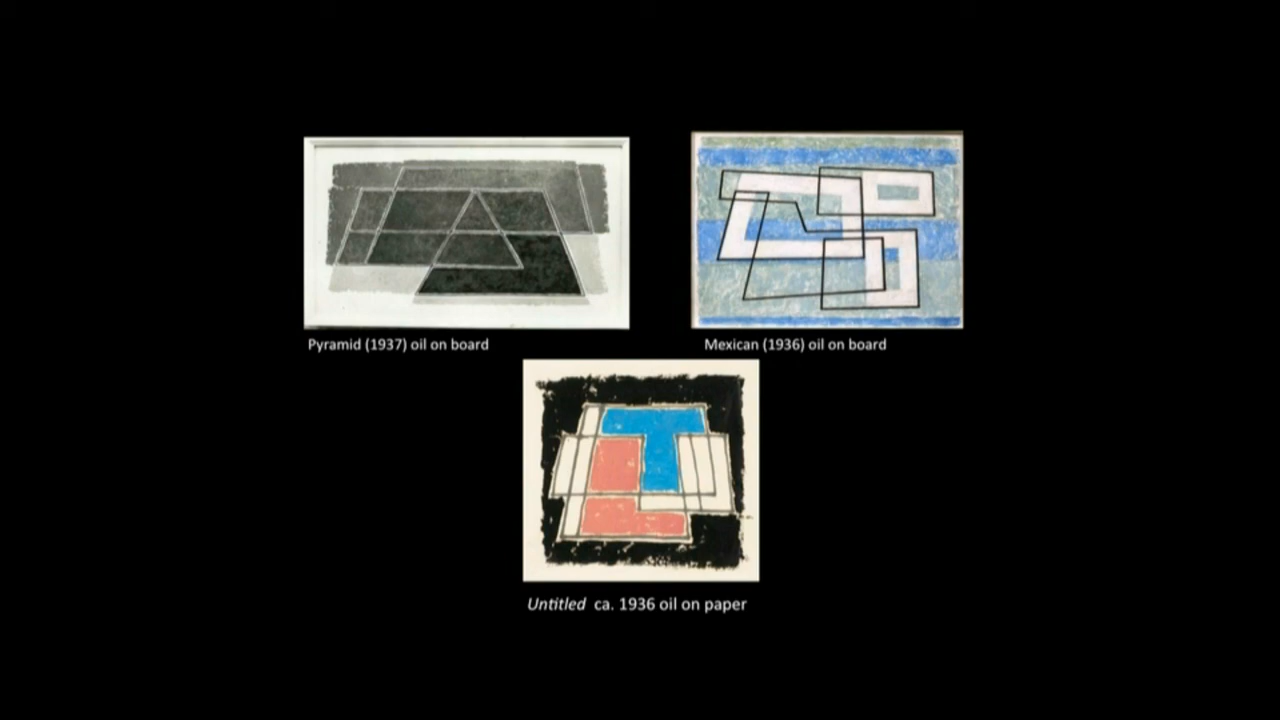 Pyramid (1937) oil on board
Mexican (1936) oil on board
Untitled ca. 1936 oil on paper